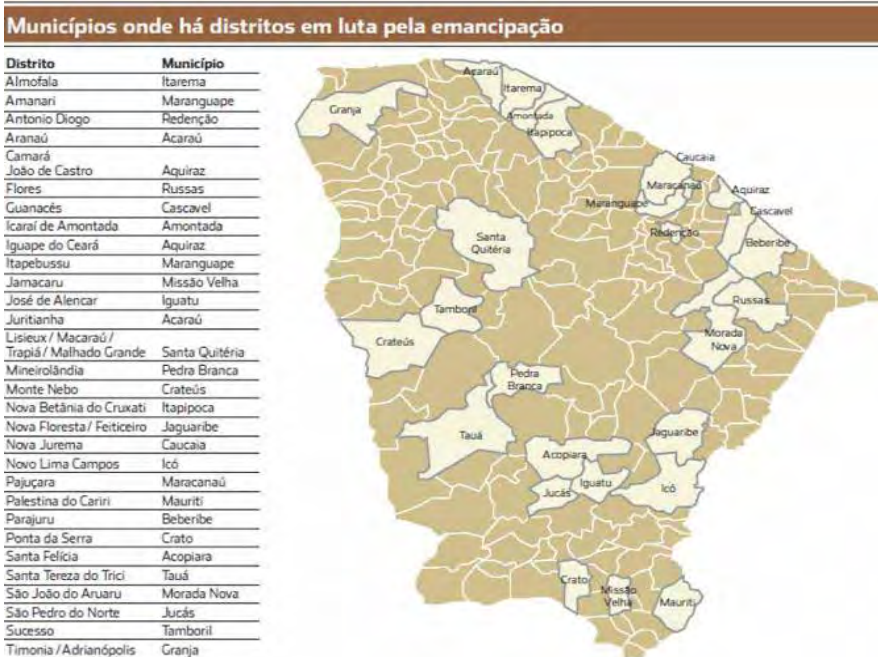 Municípios onde há distritos em luta pela emancipação
Distrito Município
Almofala Itarema
Amanari Maranguape
Antonio Diogo Redenção
Aranaú Acaraú
Camará
João de Castro Aquiraz
Flores Russas
Guanacés Cascavel
Icaraí de Amontada Amontada
Iguape do Ceará Aquiraz
Itapebussu Maranguape
Jamacaru Missão Velha
José de Alencar Iguatu
Juritianha Acaraú
Lisieux / Macaraú /
Trapiá / Malhado Grande Santa Quitéria
Mineirolândia Pedra Branca
Monte Nebo Crateús
Nova Betânia do Cruxati Itapipoca
Nova Floresta / Feiticeiro Jaguaribe
Nova Jurema Caucaia
Novo Lima Campos Icó
Pajuçara Maracanaú
Palestina do Cariri Mauriti
Parajuru Beberibe
Ponta da Serra Crato
Santa Felícia Acopiara
Santa Tereza do Trici Tauá
São João do Aruaru Morada Nova
São Pedro do Norte Jucás
Sucesso Tamboril
Timonia / Adrianópolis Granja
Acaraú
Itarema
Granja
Amontada
Itapipoca
Caucaia
Maracanaú
Aquiraz
Maranguape
Cascavel
Redenção
Santa
Quitéria
Beberibe
Russas
Tamboril
Morada
Nova
Crateús
Pedra
Branca
Tauá
Jaguaribe
Acopiara
Iguatu
Jucás
Icó
Crato
Missão
Velha
Mauriti